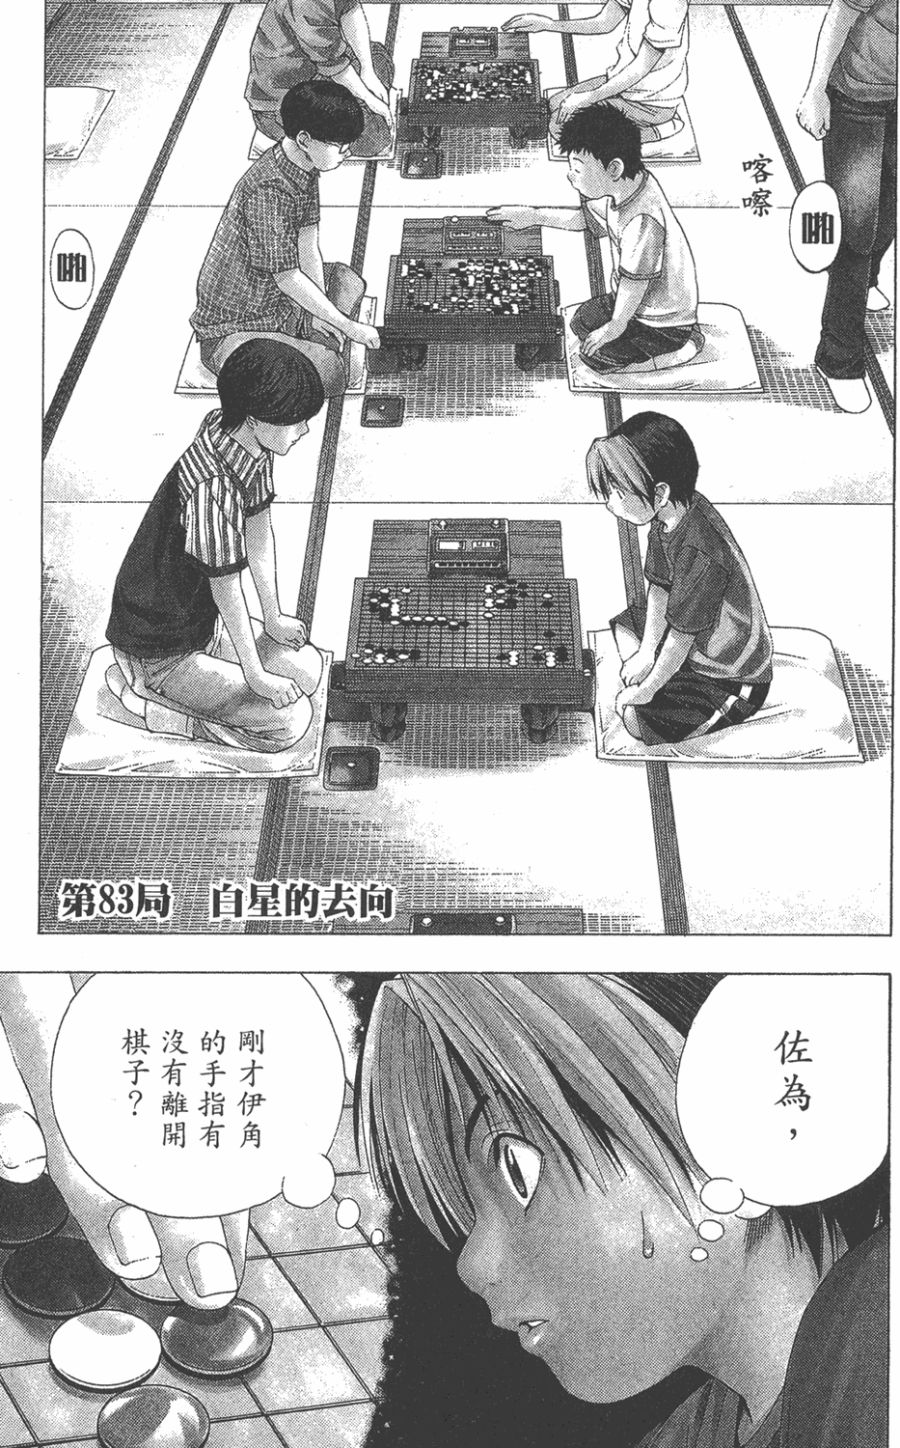 喀嚓
啪
啪
第83局　白星的去向
佐為，
剛才伊角
的手指有
沒有離開
棋子？